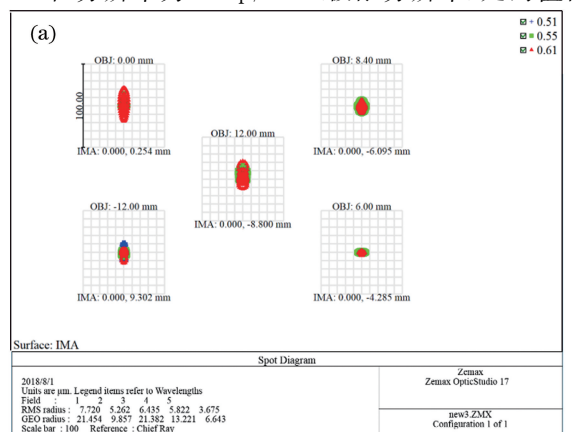 (a)
+ 0.51
0.55
0.61
OBJ: 0.00 mm
100.00
IMA: 0.000, 0.254 mm
OBJ: 8.40 mm
IMA: 0.000, -6.095 mm
OBJ: 12.00 mm
IMA: 0.000, -8.800 mm
OBJ: -12.00 mm
IMA: 0.000, 9.302 mm
OBJ: 6.00 mm
IMA: 0.000, -4.285 mm
Surface: IMA
Spot Diagram
2018/8/1
Units are μm. Legend items refer to Wavelengths
Field : 1 2 3 4 5
RMS radius : 7.720 5.262 6.435 5.822 3.675
GEO radius : 21.454 9.857 21.382 13.221 6.643
Scale bar : 100 Reference : Chief Ray
Zemax
Zemax OpticStudio 17
new3.ZMX
Configuration 1 of 1